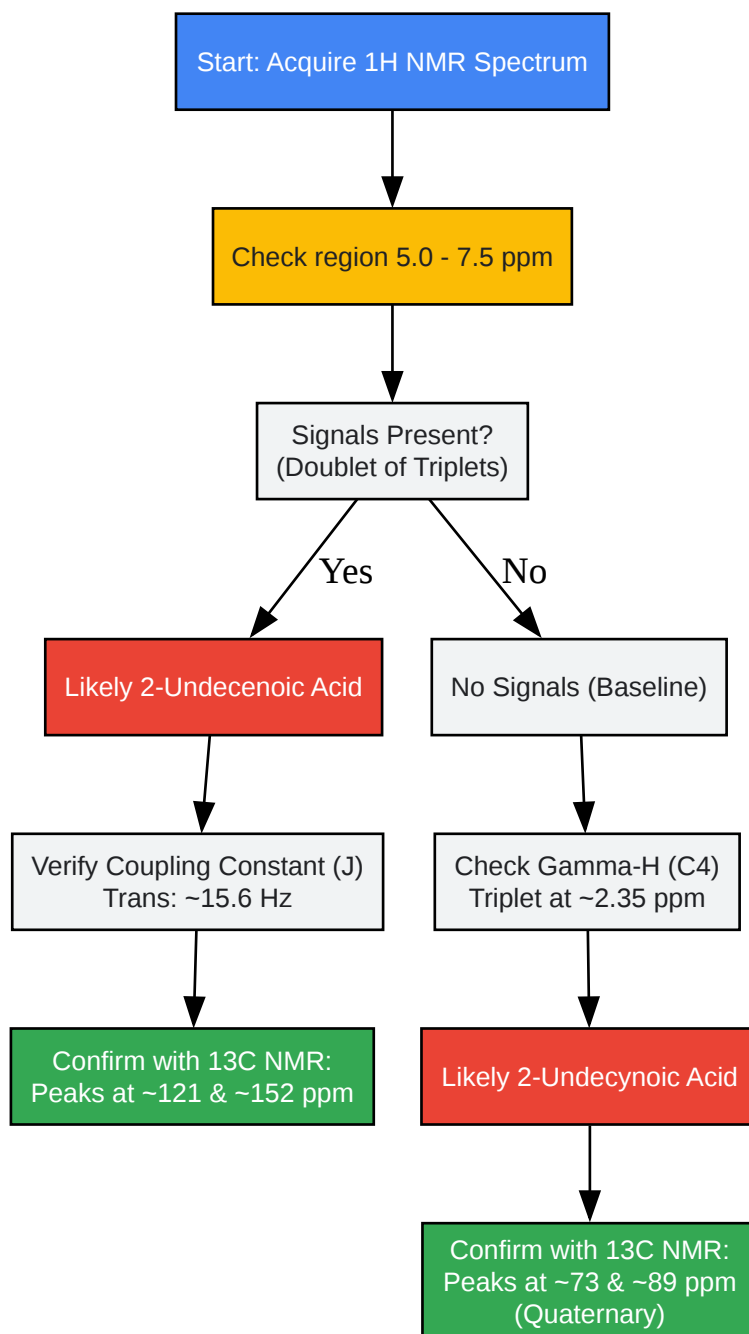 Start: Acquire 1H NMR Spectrum
Check region 5.0 - 7.5 ppm
Signals Present?
(Doublet of Triplets)
Yes
No
Likely 2-Undecenoic Acid
No Signals (Baseline)
Verify Coupling Constant (J)
Trans: ~15.6 Hz
Check Gamma-H (C4)
Triplet at ~2.35 ppm
Confirm with 13C NMR:
Peaks at ~121 & ~152 ppm
Likely 2-Undecynoic Acid
Confirm with 13C NMR:
Peaks at ~73 & ~89 ppm
(Quaternary)